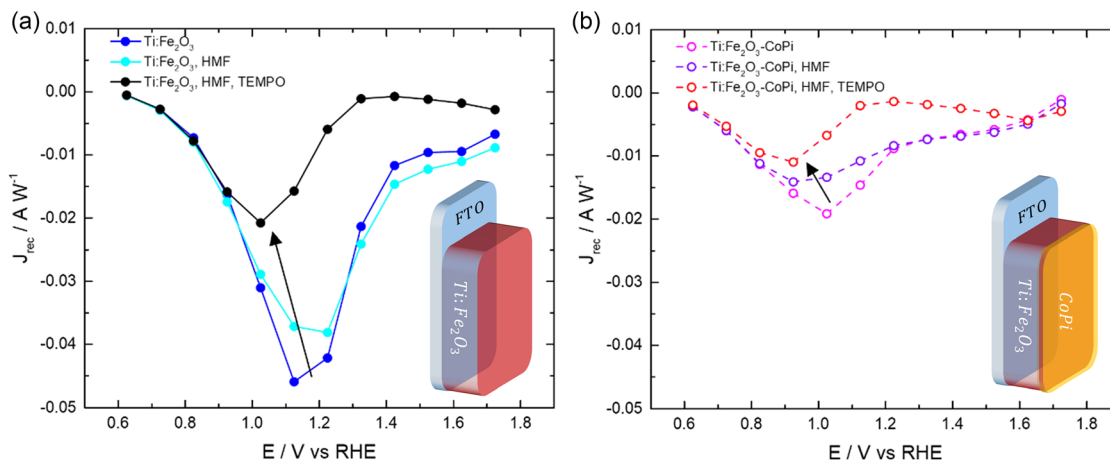 (a)
0.01
0.00
-0.01
-0.02
-0.03
-0.04
-0.05
J_rec / A W⁻¹
0.6 0.8 1.0 1.2 1.4 1.6 1.8
E / V vs RHE
Ti:Fe₂O₃
Ti:Fe₂O₃, HMF
Ti:Fe₂O₃, HMF, TEMPO
FTO
Ti:Fe₂O₃
(b)
0.01
0.00
-0.01
-0.02
-0.03
-0.04
-0.05
J_rec / A W⁻¹
0.6 0.8 1.0 1.2 1.4 1.6 1.8
E / V vs RHE
Ti:Fe₂O₃-CoPi
Ti:Fe₂O₃-CoPi, HMF
Ti:Fe₂O₃-CoPi, HMF, TEMPO
FTO
Ti:Fe₂O₃
CoPi